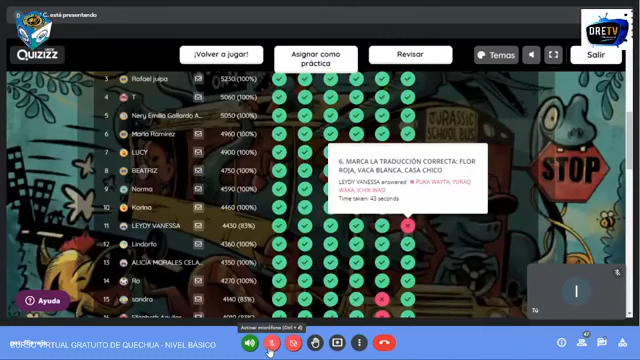 .C. está presentando
DRETV
Quizizz
¡Volver a jugar!
Asignar como práctica
Revisar
Temas
Salir
3 Rafael julpa 5230 (100%)
4 T 5060 (100%)
5 Nery Emilia Gallardo A... 5050 (100%)
6 Mario Ramirez 4960 (100%)
7 LUCY 4900 (100%)
8 BEATRIZ 4750 (100%)
9 Norma 4590 (100%)
10 Karina 4460 (100%)
11 LEYDY VANESSA 4430 (83%)
12 Lindorfo 4360 (100%)
13 ALICIA MORALES CELA... 4350 (100%)
14 Ro 4270 (100%)
15 sandra 4140 (83%)
6. MARCA LA TRADUCCIÓN CORRECTA: FLOR
ROJA, VACA BLANCA, CASA CHICO
LEYDY VANESSA answered × PUKA WAYTA, YURAQ
WAKA, ICHIK WASI
Time taken: 43 seconds
JURASSIC
SCHOOL BUS
STOP
I
Tú
Ayuda
Activar micrófono (Ctrl + d)
CURSO VIRTUAL GRATUITO DE QUECHUA - NIVEL BÁSICO
47